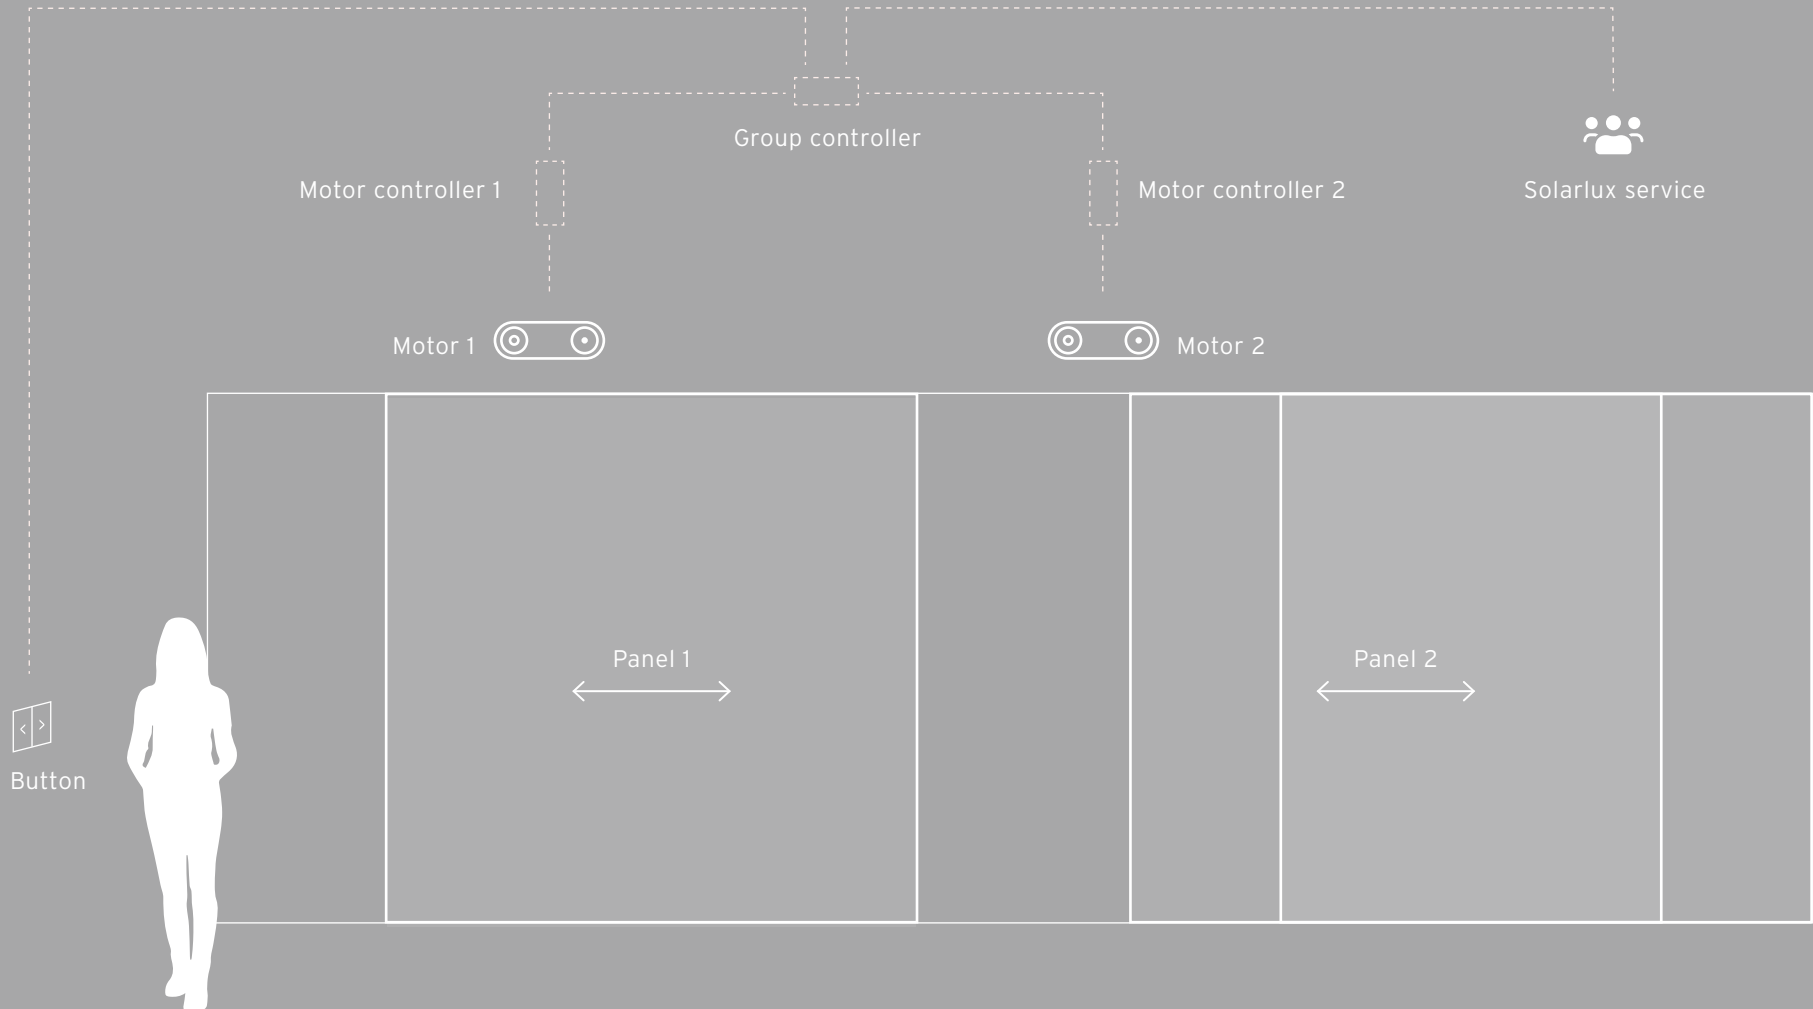 Group controller
Motor controller 1
Motor controller 2
Solarlux service
Motor 1
Motor 2
Panel 1
Panel 2
Button